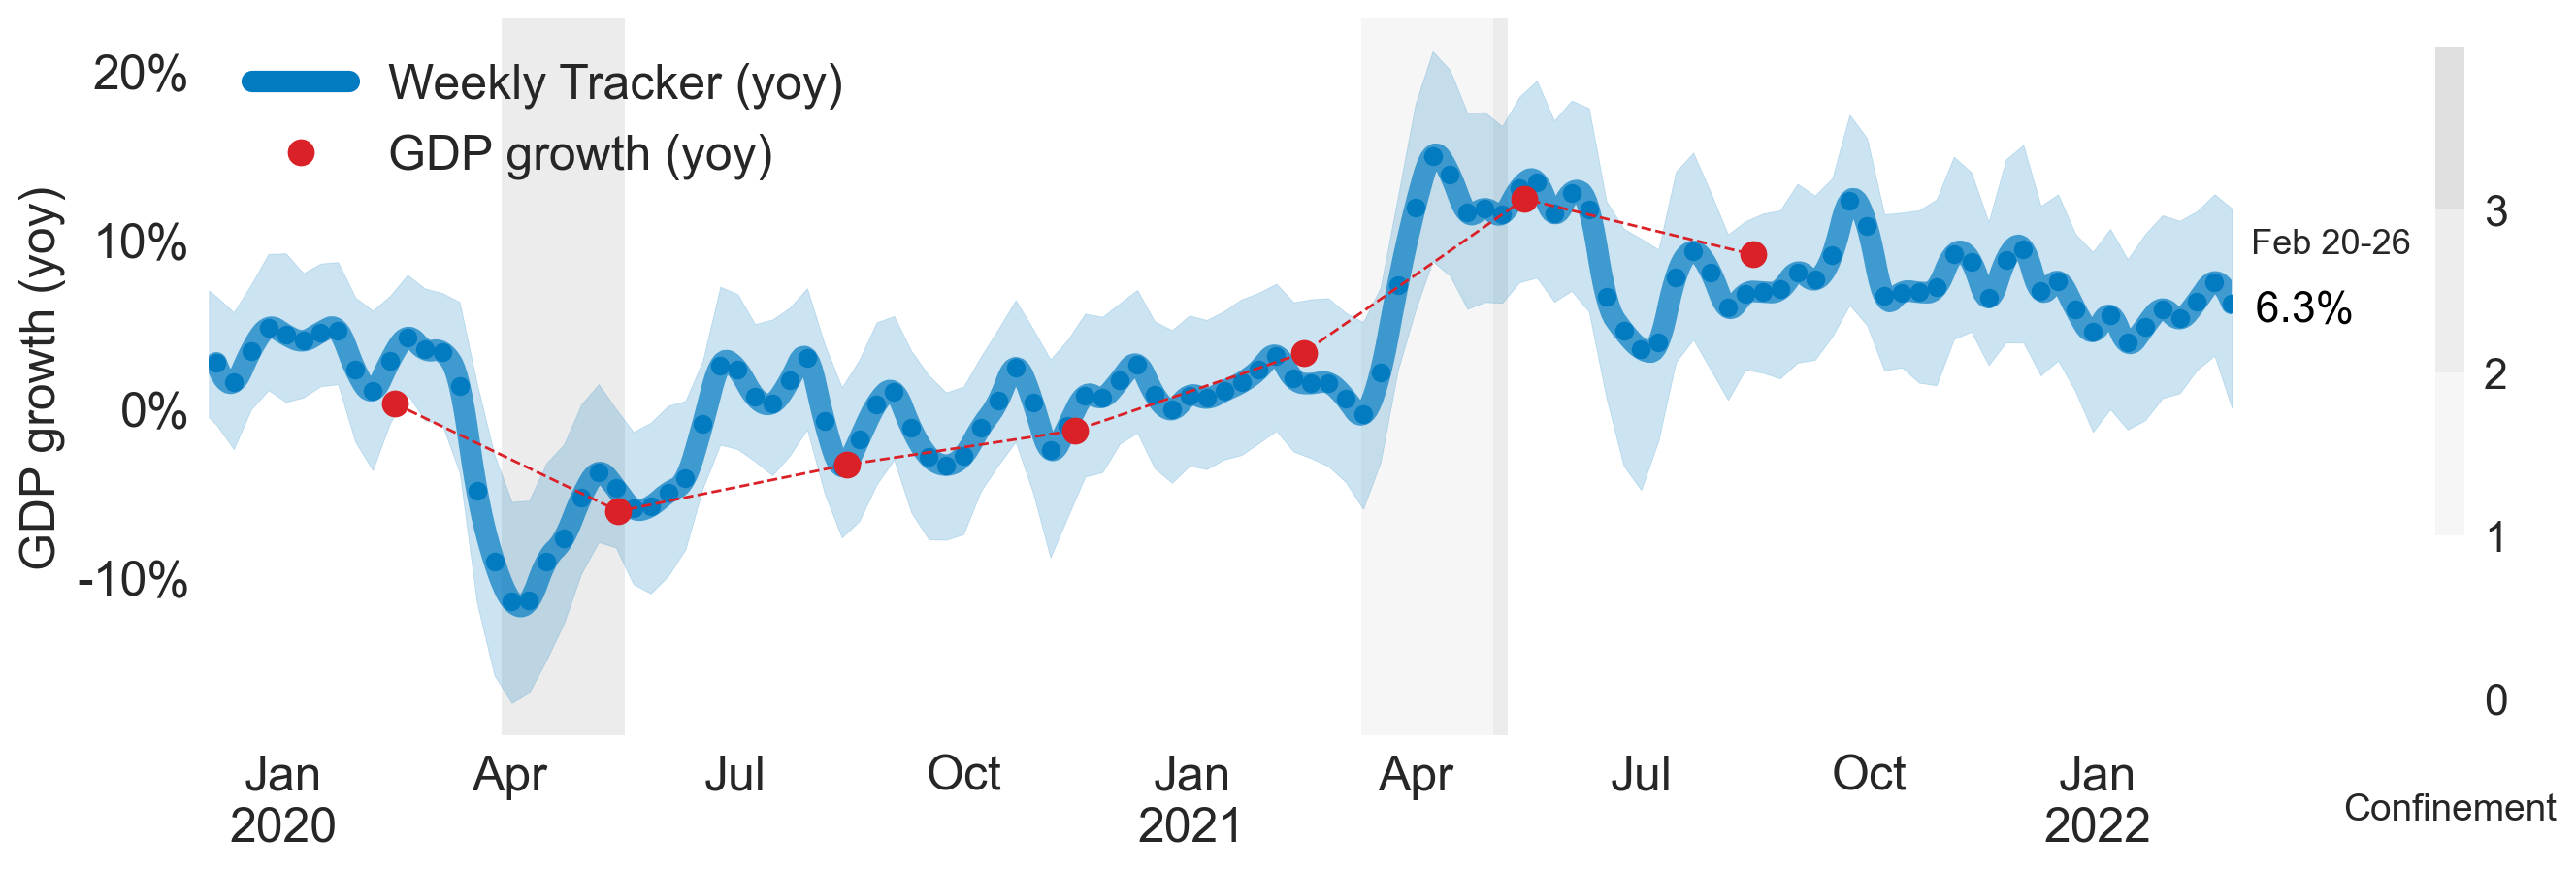 Weekly Tracker (yoy)
GDP growth (yoy)
GDP growth (yoy)
20%
10%
0%
-10%
Jan
2020
Apr
Jul
Oct
Jan
2021
Apr
Jul
Oct
Jan
2022
Feb 20-26
6.3%
3
2
1
0
Confinement